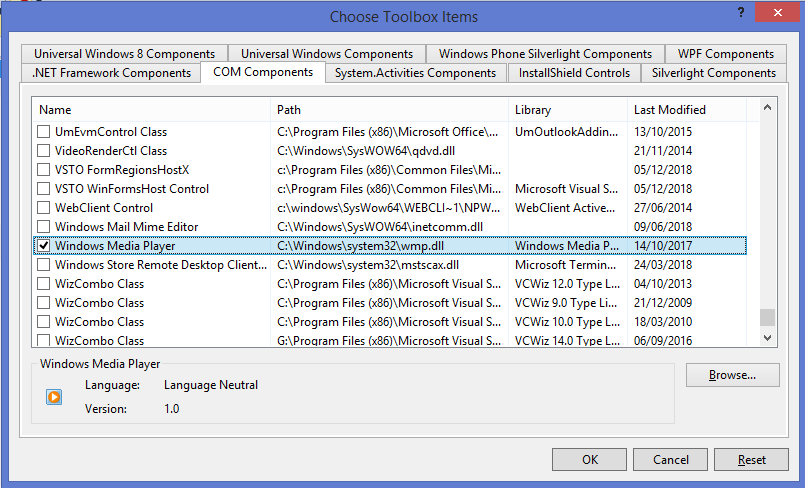 Choose Toolbox Items
? ×
Universal Windows 8 Components Universal Windows Components Windows Phone Silverlight Components WPF Components
.NET Framework Components COM Components System.Activities Components InstallShield Controls Silverlight Components
Name Path Library Last Modified
UmEvmControl Class C:\Program Files (x86)\Microsoft Office\... UmOutlookAddin... 13/10/2015
VideoRenderCtl Class C:\Windows\SysWOW64\qdvd.dll 21/11/2014
VSTO FormRegionsHostX c:\Program Files (x86)\Common Files\Mi... 05/12/2018
VSTO WinFormsHost Control c:\Program Files (x86)\Common Files\Mi... Microsoft Visual S... 05/12/2018
WebClient Control c:\windows\SysWow64\WEBCLI~1\NPW... WebClient Active... 27/06/2014
Windows Mail Mime Editor C:\Windows\SysWOW64\inetcomm.dll 09/06/2018
Windows Media Player C:\Windows\system32\wmp.dll Windows Media P... 14/10/2017
Windows Store Remote Desktop Client... C:\Windows\system32\mstscax.dll Microsoft Termin... 24/03/2018
WizCombo Class C:\Program Files (x86)\Microsoft Visual S... VCWiz 12.0 Type L... 04/10/2013
WizCombo Class C:\Program Files (x86)\Microsoft Visual S... VCWiz 9.0 Type Li... 21/12/2009
WizCombo Class C:\Program Files (x86)\Microsoft Visual S... VCWiz 10.0 Type L... 18/03/2010
WizCombo Class G:\Program Files (x86)\Microsoft Visual S... VCWiz 14.0 Type L... 06/09/2016
Windows Media Player
Language: Language Neutral
Version: 1.0
Browse...
OK Cancel Reset